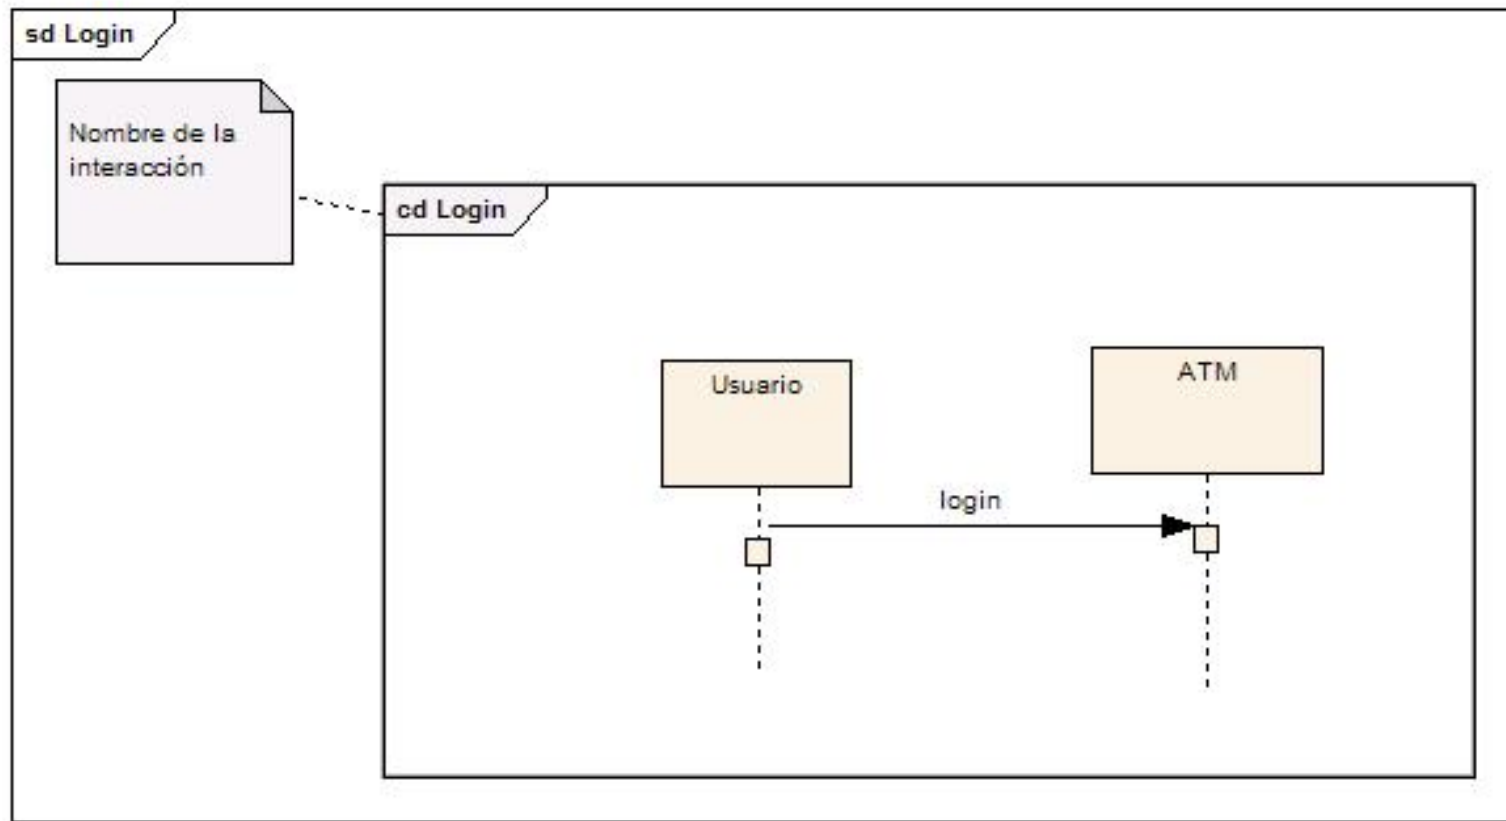 sd Login
Nombre de la
interacción
cd Login
Usuario
ATM
login